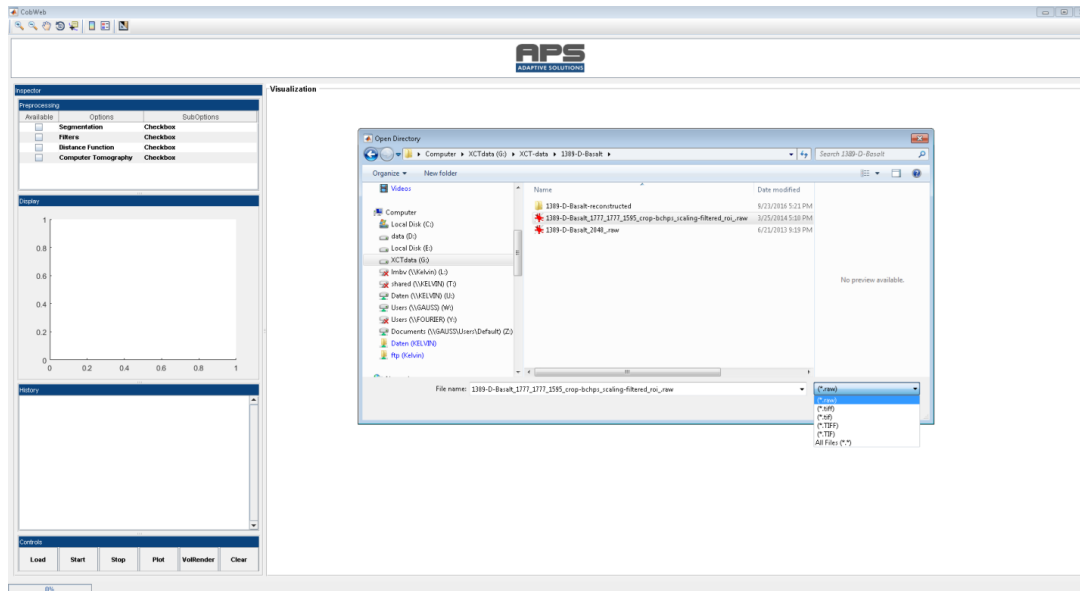 CobWeb
APS
ADAPTIVE SOLUTIONS
Inspector
Preprocessing
Available Options SubOptions
Segmentation Checkbox
Filters Checkbox
Distance Function Checkbox
Computer Tomography Checkbox
Display
1
0.8
0.6
0.4
0.2
0
0 0.2 0.4 0.6 0.8 1
History
Controls
Load Start Stop Plot VolRender Clear
0%
Visualization
Open Directory
Computer XCTdata (G:) XCT-data 1389-D-Basalt
Search 1389-D-Basalt
Organize New folder
Videos
Computer
Local Disk (C:)
data (D:)
Local Disk (E:)
XCTdata (G:)
lmbv (\\Kelvin) (L:)
shared (\\KELVIN) (T:)
Daten (\\KELVIN) (U:)
Users (\\GAUSS) (W:)
Users (\\FOURIER) (Y:)
Documents (\\GAUSS\Users\Default) (Z:)
Daten (KELVIN)
ftp (Kelvin)
Name Date modified
1389-D-Basalt-reconstructed 9/23/2016 5:21 PM
1389-D-Basalt_1777_1777_1595_crop-bchps_scaling-filtered_roi_.raw 3/25/2014 5:18 PM
1389-D-Basalt_2048_.raw 6/21/2013 9:19 PM
No preview available.
File name: 1389-D-Basalt_1777_1777_1595_crop-bchps_scaling-filtered_roi_.raw
(*.raw)
(*.raw)
(*.tiff)
(*.tif)
(*.TIFF)
(*.TIF)
All Files (*.*)